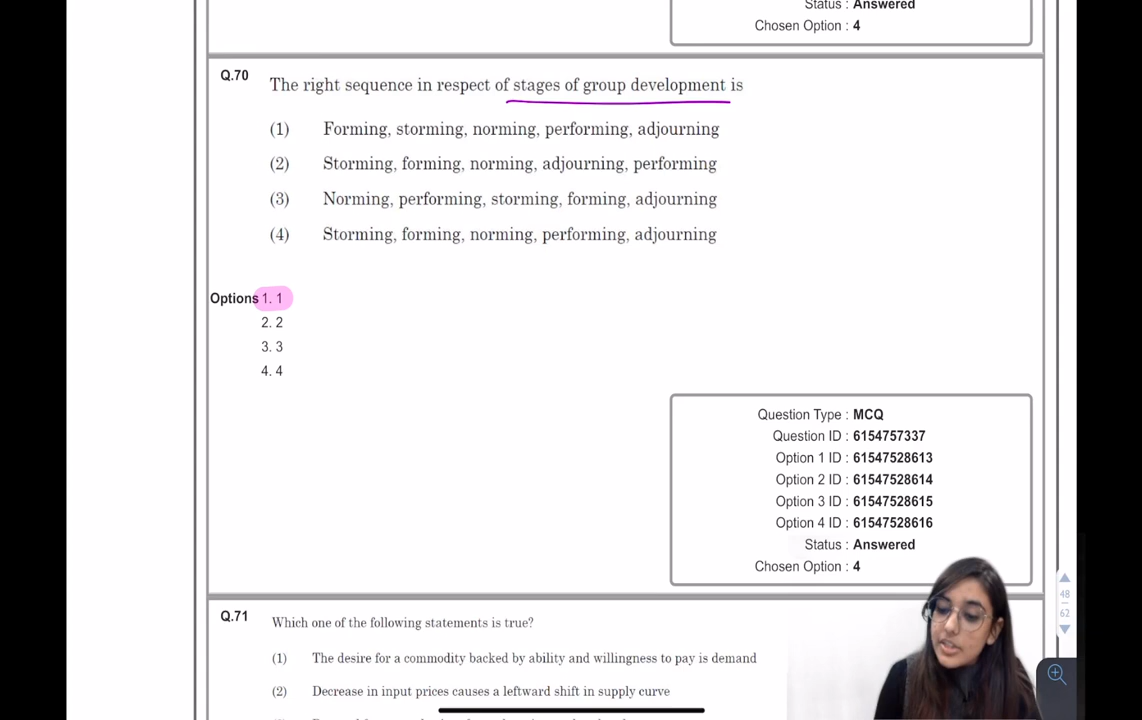 Status : Answered
Chosen Option : 4
Q.70
The right sequence in respect of stages of group development is
(1) Forming, storming, norming, performing, adjourning
(2) Storming, forming, norming, adjourning, performing
(3) Norming, performing, storming, forming, adjourning
(4) Storming, forming, norming, performing, adjourning
Options 1. 1
2. 2
3. 3
4. 4
Question Type : MCQ
Question ID : 6154757337
Option 1 ID : 61547528613
Option 2 ID : 61547528614
Option 3 ID : 61547528615
Option 4 ID : 61547528616
Status : Answered
Chosen Option : 4
48
62
Q.71
Which one of the following statements is true?
(1) The desire for a commodity backed by ability and willingness to pay is demand
(2) Decrease in input prices causes a leftward shift in supply curve